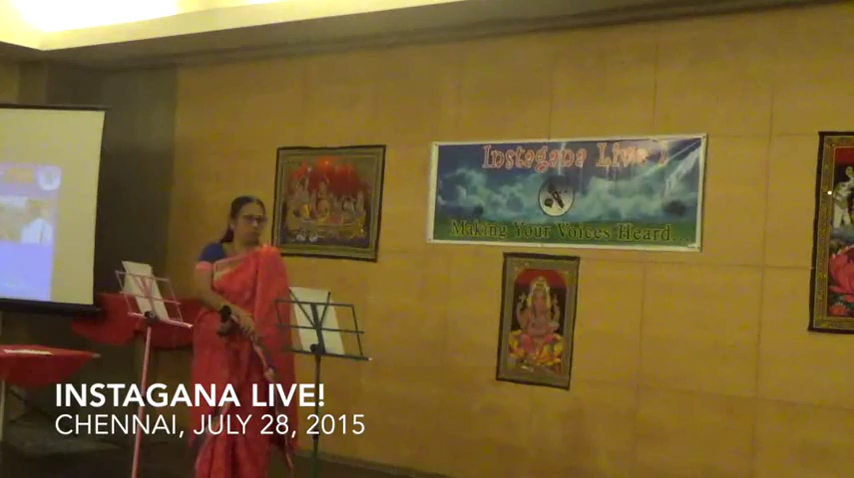 Instagana Live !
Making Your Voices Heard...
INSTAGANA LIVE!
CHENNAI, JULY 28, 2015